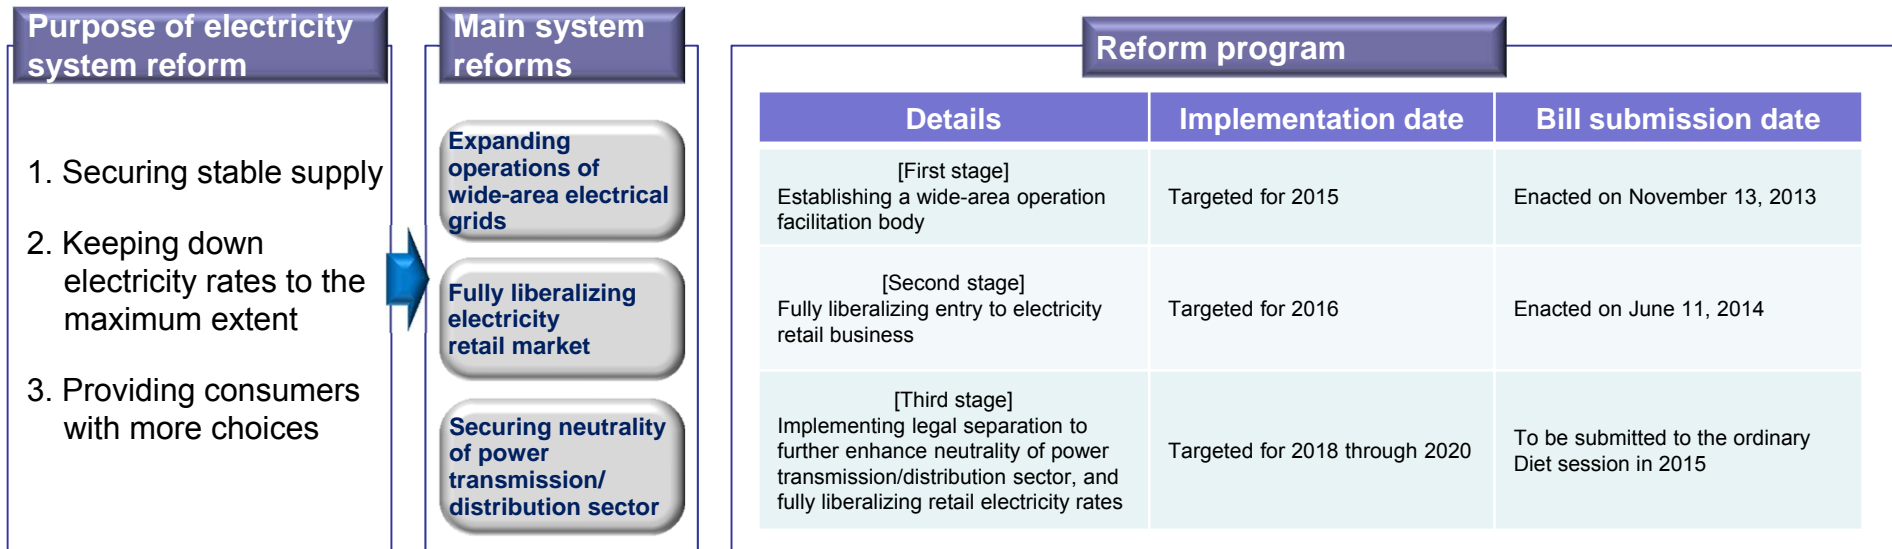 Purpose of electricity
system reform
1. Securing stable supply
2. Keeping down
electricity rates to the
maximum extent
3. Providing consumers
with more choices
Main system
reforms
Expanding
operations of
wide-area electrical
grids
Fully liberalizing
electricity
retail market
Securing neutrality
of power
transmission/
distribution sector
Reform program
Details
Implementation date
Bill submission date
[First stage]
Establishing a wide-area operation
facilitation body
Targeted for 2015
Enacted on November 13, 2013
[Second stage]
Fully liberalizing entry to electricity
retail business
Targeted for 2016
Enacted on June 11, 2014
[Third stage]
Implementing legal separation to
further enhance neutrality of power
transmission/distribution sector, and
fully liberalizing retail electricity rates
Targeted for 2018 through 2020
To be submitted to the ordinary
Diet session in 2015